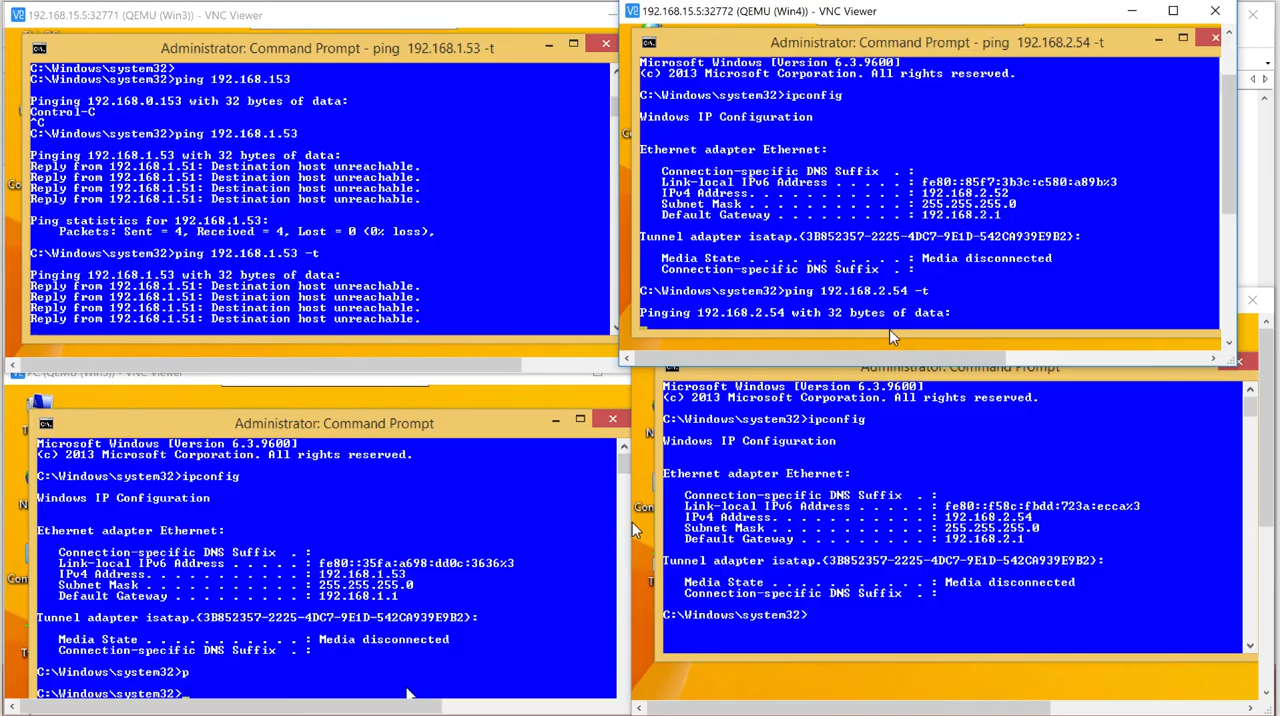 192.168.15.5:32771 (QEMU (Win3)) - VNC Viewer
Administrator: Command Prompt - ping 192.168.1.53 -t
C:\Windows\system32>
C:\Windows\system32>ping 192.168.153
Pinging 192.168.0.153 with 32 bytes of data:
Control-C
^C
C:\Windows\system32>ping 192.168.1.53
Pinging 192.168.1.53 with 32 bytes of data:
Reply from 192.168.1.51: Destination host unreachable.
Reply from 192.168.1.51: Destination host unreachable.
Reply from 192.168.1.51: Destination host unreachable.
Reply from 192.168.1.51: Destination host unreachable.
Ping statistics for 192.168.1.53:
Packets: Sent = 4, Received = 4, Lost = 0 (0% loss),
C:\Windows\system32>ping 192.168.1.53 -t
Pinging 192.168.1.53 with 32 bytes of data:
Reply from 192.168.1.51: Destination host unreachable.
Reply from 192.168.1.51: Destination host unreachable.
Reply from 192.168.1.51: Destination host unreachable.
Reply from 192.168.1.51: Destination host unreachable.
192.168.15.5:32772 (QEMU (Win4)) - VNC Viewer
Administrator: Command Prompt - ping 192.168.2.54 -t
Microsoft Windows [Version 6.3.9600]
(c) 2013 Microsoft Corporation. All rights reserved.
C:\Windows\system32>ipconfig
Windows IP Configuration
Ethernet adapter Ethernet:
Connection-specific DNS Suffix . :
Link-local IPv6 Address . . . . . : fe80::85f7:3b3c:c580:a89b%3
IPv4 Address. . . . . . . . . . . : 192.168.2.52
Subnet Mask . . . . . . . . . . . : 255.255.255.0
Default Gateway . . . . . . . . . : 192.168.2.1
Tunnel adapter isatap.{3B852357-2225-4DC7-9E1D-542CA939E9B2}:
Media State . . . . . . . . . . . : Media disconnected
Connection-specific DNS Suffix . :
C:\Windows\system32>ping 192.168.2.54 -t
Pinging 192.168.2.54 with 32 bytes of data:
PC (QEMU (Win5)) - VNC Viewer
Administrator: Command Prompt
Microsoft Windows [Version 6.3.9600]
(c) 2013 Microsoft Corporation. All rights reserved.
C:\Windows\system32>ipconfig
Windows IP Configuration
Ethernet adapter Ethernet:
Connection-specific DNS Suffix . :
Link-local IPv6 Address . . . . . : fe80::35fa:a698:dd0c:3636%3
IPv4 Address. . . . . . . . . . . : 192.168.1.53
Subnet Mask . . . . . . . . . . . : 255.255.255.0
Default Gateway . . . . . . . . . : 192.168.1.1
Tunnel adapter isatap.{3B852357-2225-4DC7-9E1D-542CA939E9B2}:
Media State . . . . . . . . . . . : Media disconnected
Connection-specific DNS Suffix . :
C:\Windows\system32>p
C:\Windows\system32>_
Administrator: Command Prompt
Microsoft Windows [Version 6.3.9600]
(c) 2013 Microsoft Corporation. All rights reserved.
C:\Windows\system32>ipconfig
Windows IP Configuration
Ethernet adapter Ethernet:
Connection-specific DNS Suffix . :
Link-local IPv6 Address . . . . . : fe80::f58c:fbdd:723a:ecca%3
IPv4 Address. . . . . . . . . . . : 192.168.2.54
Subnet Mask . . . . . . . . . . . : 255.255.255.0
Default Gateway . . . . . . . . . : 192.168.2.1
Tunnel adapter isatap.{3B852357-2225-4DC7-9E1D-542CA939E9B2}:
Media State . . . . . . . . . . . : Media disconnected
Connection-specific DNS Suffix . :
C:\Windows\system32>